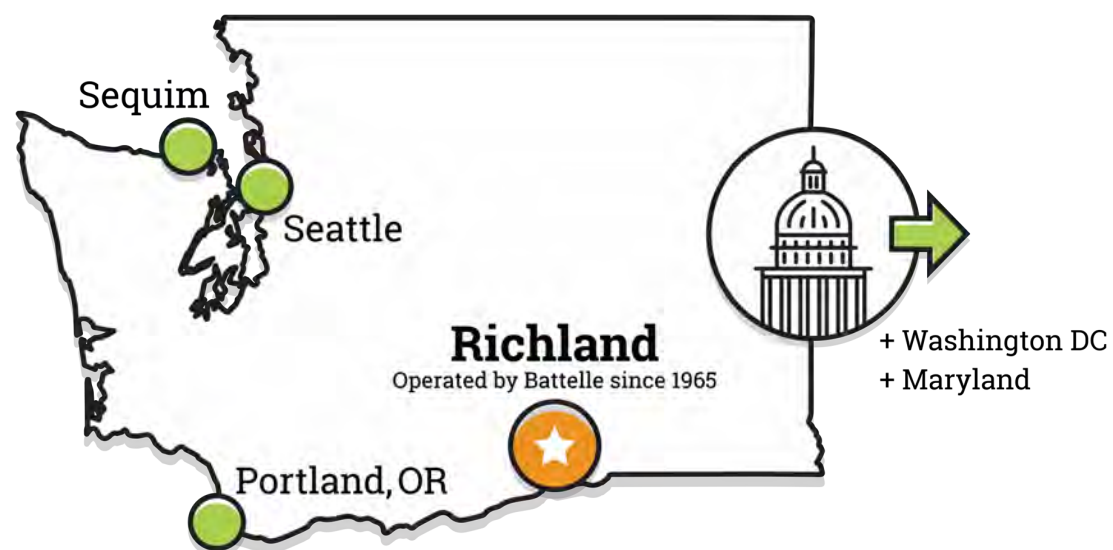 Sequim
Seattle
Richland
Operated by Battelle since 1965
+ Washington DC
+ Maryland
Portland, OR